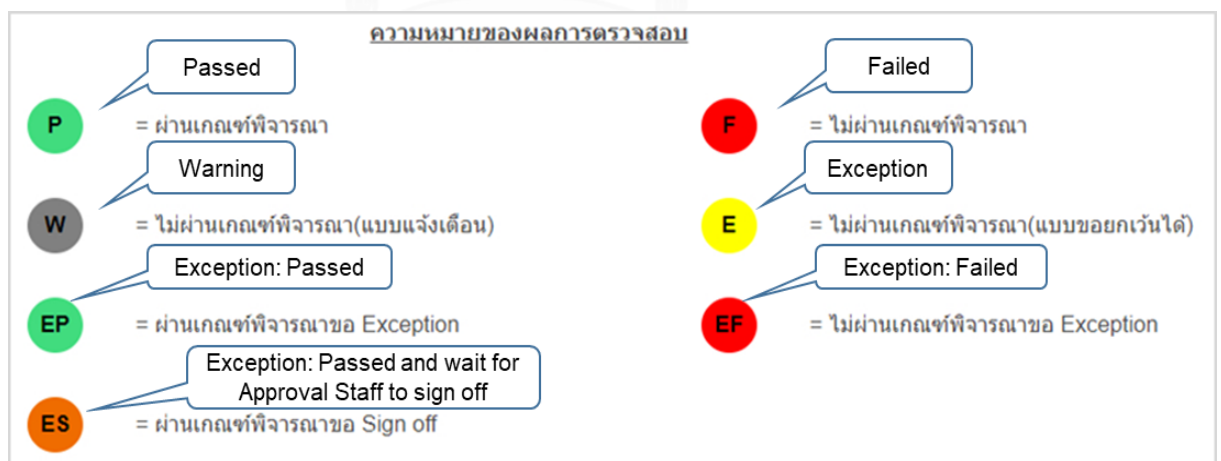 ความหมายของผลการตรวจสอบ
Passed
Failed
P = ผ่านเกณฑ์พิจารณา
F = ไม่ผ่านเกณฑ์พิจารณา
Warning
Exception
W = ไม่ผ่านเกณฑ์พิจารณา(แบบแจ้งเตือน)
E = ไม่ผ่านเกณฑ์พิจารณา(แบบขอยกเว้นได้)
Exception: Passed
Exception: Failed
EP = ผ่านเกณฑ์พิจารณาขอ Exception
EF = ไม่ผ่านเกณฑ์พิจารณาขอ Exception
Exception: Passed and wait for
Approval Staff to sign off
ES = ผ่านเกณฑ์พิจารณาขอ Sign off